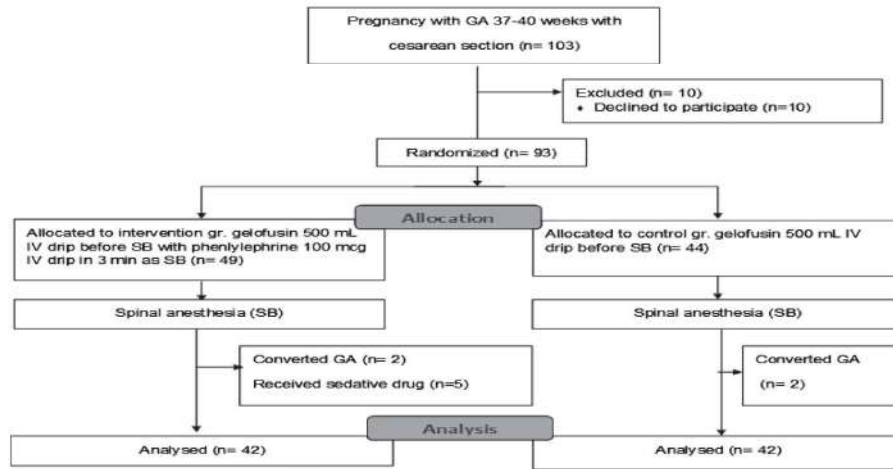 Pregnancy with GA 37-40 weeks with
cesarean section (n= 103)
Excluded (n= 10)
♦ Declined to participate (n=10)
Randomized (n= 93)
Allocation
Allocated to intervention gr. gelofusin 500 mL
IV drip before SB with phenlylephrine 100 mcg
IV drip in 3 min as SB (n= 49)
Allocated to control gr. gelofusin 500 mL IV
drip before SB (n= 44)
Spinal anesthesia (SB)
Spinal anesthesia (SB)
Converted GA (n= 2)
Received sedative drug (n=5)
Converted GA
(n= 2)
Analysis
Analysed (n= 42)
Analysed (n= 42)